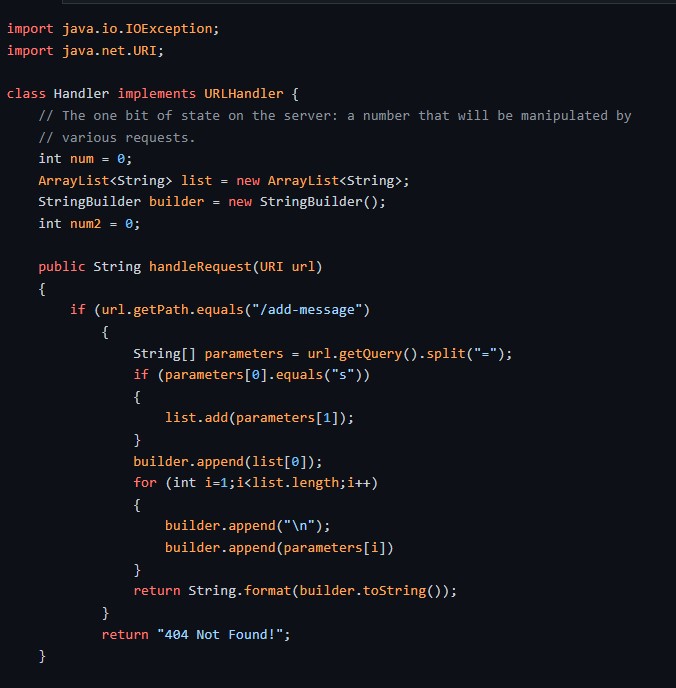 import java.io.IOException;
import java.net.URI;
class Handler implements URLHandler {
// The one bit of state on the server: a number that will be manipulated by
// various requests.
int num = 0;
ArrayList<String> list = new ArrayList<String>;
StringBuilder builder = new StringBuilder();
int num2 = 0;
public String handleRequest(URI url)
{
if (url.getPath.equals("/add-message")
{
String[] parameters = url.getQuery().split("=");
if (parameters[0].equals("s"))
{
list.add(parameters[1]);
}
builder.append(list[0]);
for (int i=1;i<list.length;i++)
{
builder.append("\n");
builder.append(parameters[i])
}
return String.format(builder.toString());
}
return "404 Not Found!";
}